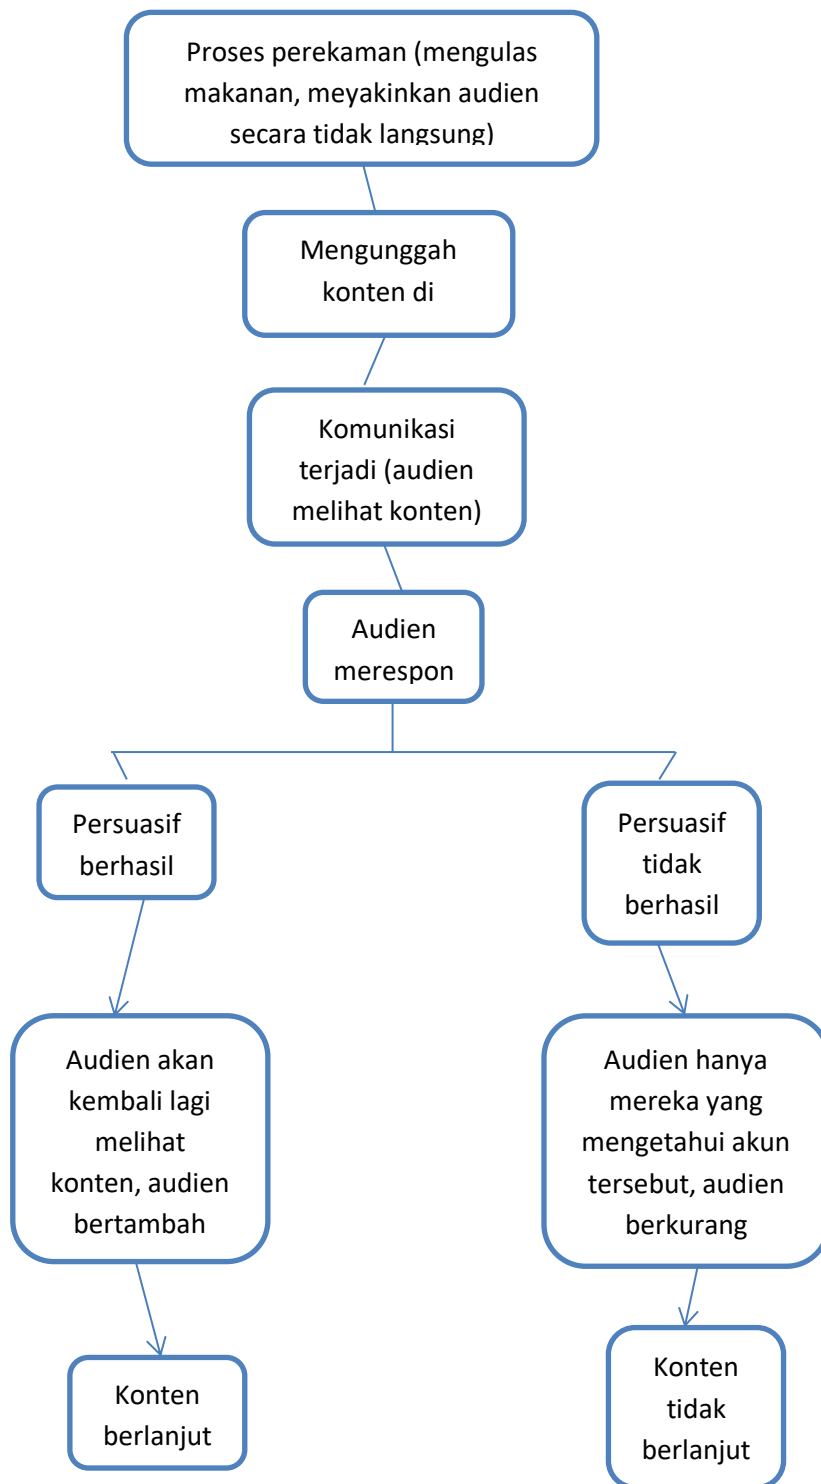 Proses perekaman (mengulas
makanan, meyakinkan audien
secara tidak langsung)
Mengunggah
konten di
Komunikasi
terjadi (audien
melihat konten)
Audien
merespon
Persuasif
berhasil
Persuasif
tidak
berhasil
Audien akan
kembali lagi
melihat
konten, audien
bertambah
Audien hanya
mereka yang
mengetahui akun
tersebut, audien
berkurang
Konten
berlanjut
Konten
tidak
berlanjut